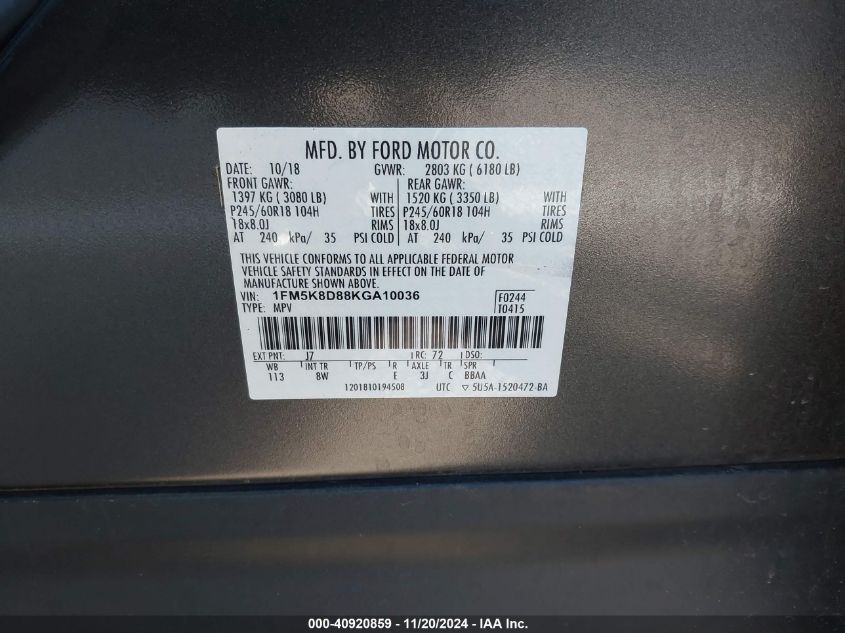 MFD. BY FORD MOTOR CO.
DATE: 10/18 GVWR: 2803 KG ( 6180 LB)
FRONT GAWR: REAR GAWR:
1397 KG ( 3080 LB) WITH 1520 KG ( 3350 LB) WITH
P245/60R18 104H TIRES P245/60R18 104H TIRES
18x8.0J RIMS 18x8.0J RIMS
AT 240 kPa/ 35 PSI COLD AT 240 kPa/ 35 PSI COLD
THIS VEHICLE CONFORMS TO ALL APPLICABLE FEDERAL MOTOR
VEHICLE SAFETY STANDARDS IN EFFECT ON THE DATE OF
MANUFACTURE SHOWN ABOVE.
VIN: 1FM5K8D88KGA10036 F0244
TYPE: MPV T0415
EXT PNT: J7 RC: 72 DSO:
WB INT TR TP/PS R AXLE TR SPR
113 8W E 3J C BBAA
1201810194508 UTC ▽ 5U5A-1520472-BA
000-40920859 - 11/20/2024 - IAA Inc.